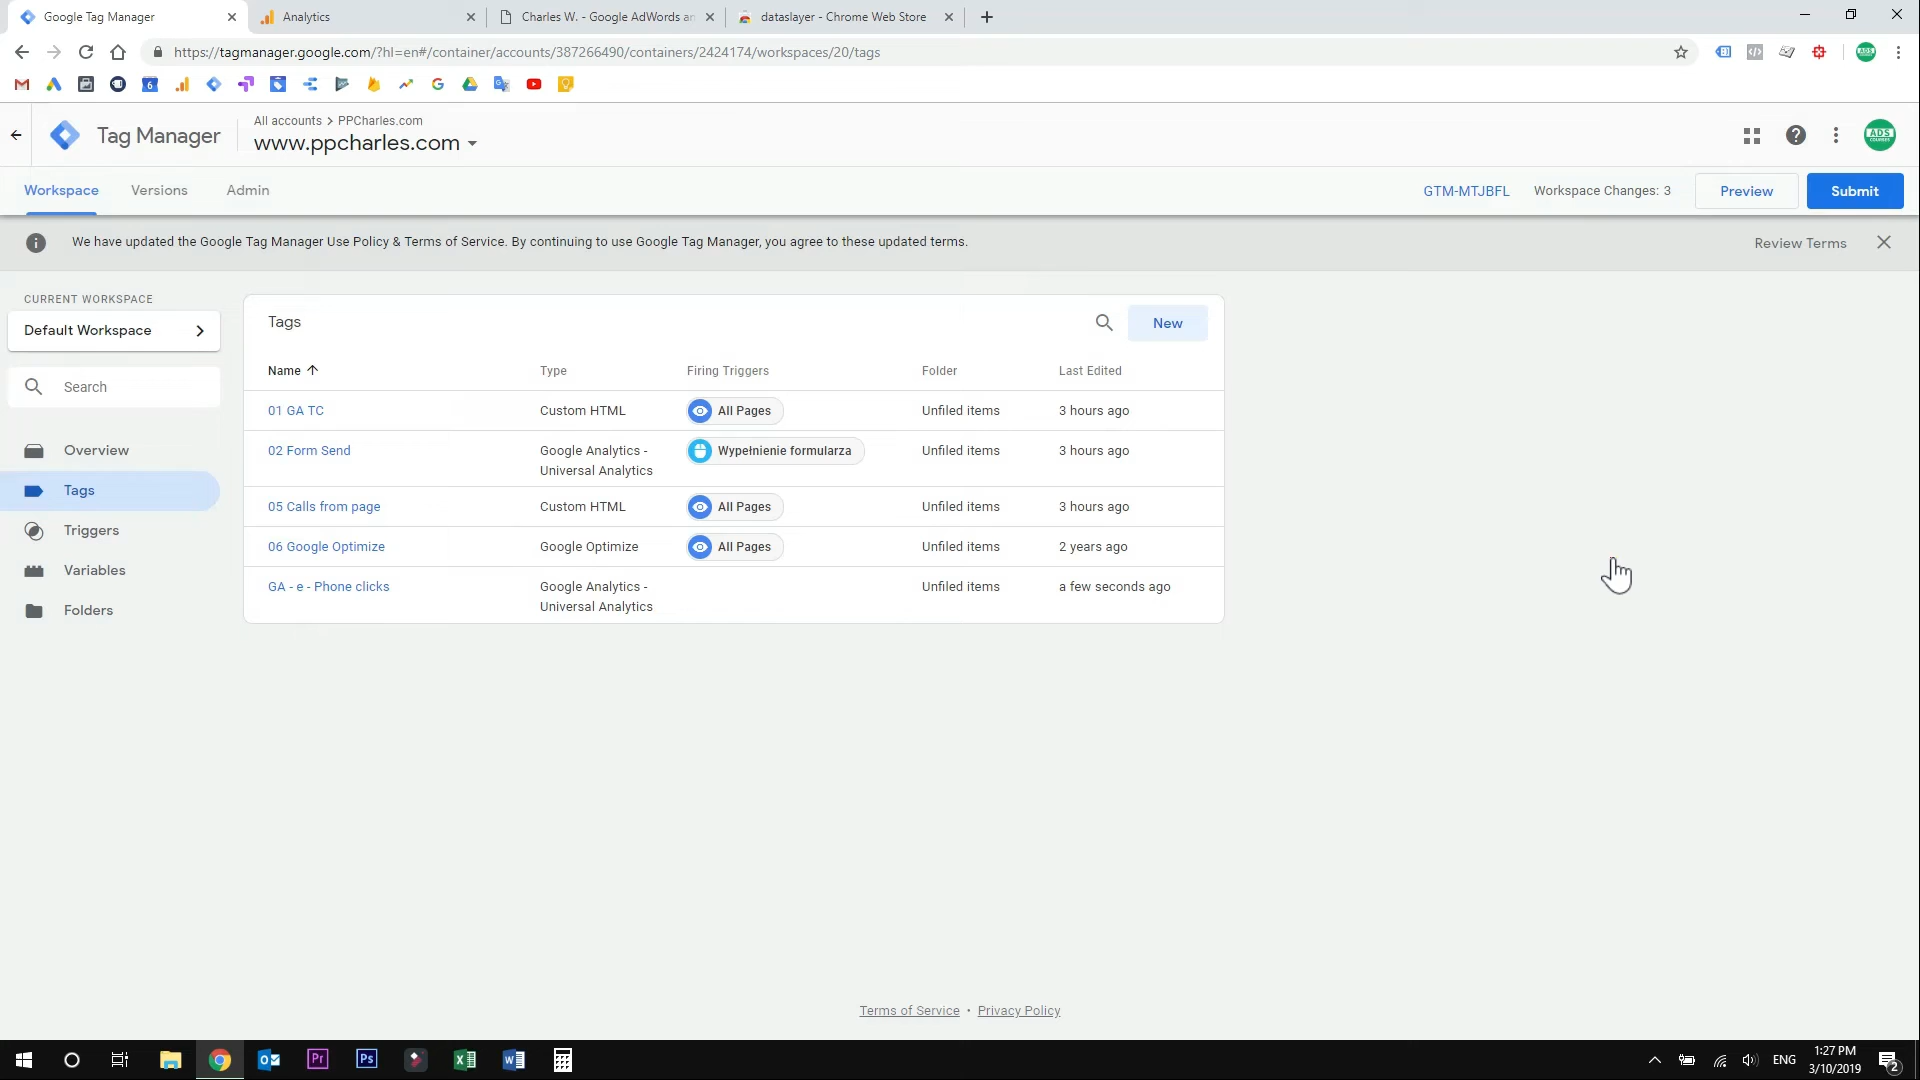 Google Tag Manager
Analytics
Charles W. - Google AdWords an
dataslayer - Chrome Web Store
https://tagmanager.google.com/?hl=en#/container/accounts/387266490/containers/2424174/workspaces/20/tags
6
Tag Manager
All accounts > PPCharles.com
www.ppcharles.com
ADS
Workspace
Versions
Admin
GTM-MTJBFL
Workspace Changes: 3
Preview
Submit
We have updated the Google Tag Manager Use Policy & Terms of Service. By continuing to use Google Tag Manager, you agree to these updated terms.
Review Terms
CURRENT WORKSPACE
Default Workspace
Search
Overview
Tags
Triggers
Variables
Folders
Tags
New
Name
Type
Firing Triggers
Folder
Last Edited
01 GA TC
Custom HTML
All Pages
Unfiled items
3 hours ago
02 Form Send
Google Analytics -
Universal Analytics
Wypełnienie formularza
Unfiled items
3 hours ago
05 Calls from page
Custom HTML
All Pages
Unfiled items
3 hours ago
06 Google Optimize
Google Optimize
All Pages
Unfiled items
2 years ago
GA - e - Phone clicks
Google Analytics -
Universal Analytics
Unfiled items
a few seconds ago
Terms of Service • Privacy Policy
Pr
Ps
ENG
1:27 PM
3/10/2019
2